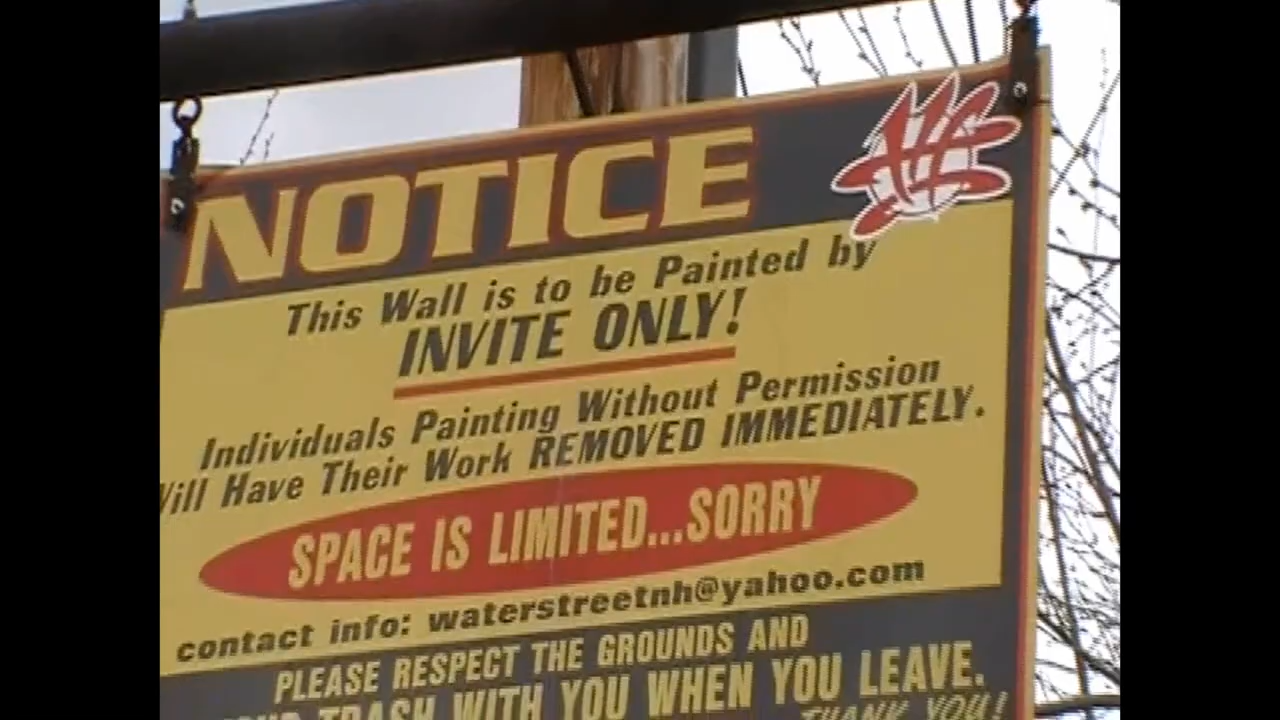 NOTICE
This Wall is to be Painted by
INVITE ONLY!
Individuals Painting Without Permission
Will Have Their Work REMOVED IMMEDIATELY.
SPACE IS LIMITED...SORRY
contact info: waterstreetnh@yahoo.com
PLEASE RESPECT THE GROUNDS AND
TRASH WITH YOU WHEN YOU LEAVE.
THANK YOU!